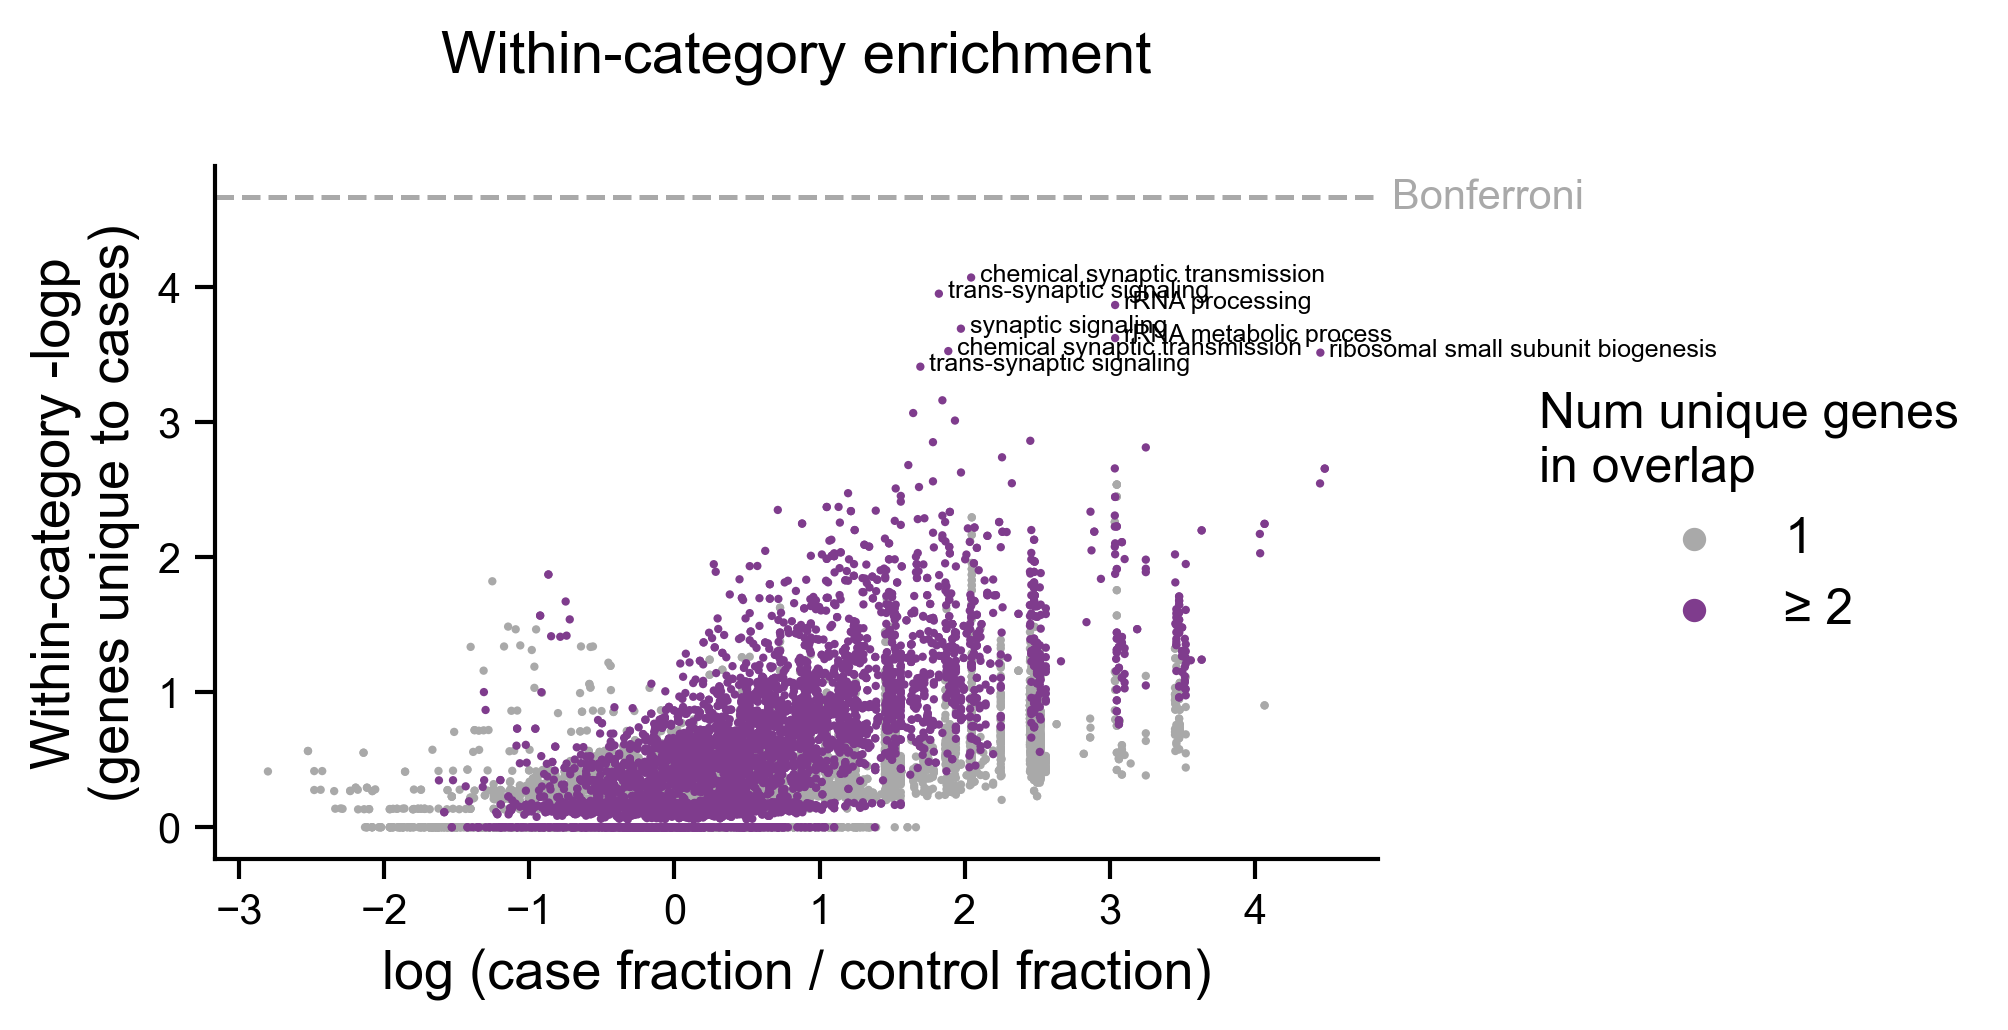 Within-category enrichment
Bonferroni
chemical synaptic transmission
trans-synaptic signaling
rRNA processing
synaptic signaling
rRNA metabolic process
chemical synaptic transmission
ribosomal small subunit biogenesis
trans-synaptic signaling
Within-category -logp
(genes unique to cases)
4
3
2
1
0
−3
−2
−1
0
1
2
3
4
log (case fraction / control fraction)
Num unique genes
in overlap
1
≥ 2